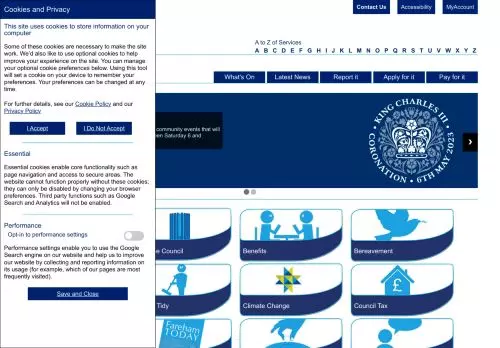 Cookies and Privacy
Contact Us
Accessibility
MyAccount
This site uses cookies to store information on your
computer
Some of these cookies are necessary to make the site
work. We'd also like to use optional cookies to help
improve your experience on the site. You can manage
your optional cookie preferences below. Using this tool
will set a cookie on your device to remember your
preferences. Your preferences can be changed at any
time.
For further details, see our Cookie Policy and our
Privacy Policy
I Accept
I Do Not Accept
Essential
Essential cookies enable core functionality such as
page navigation and access to secure areas. The
website cannot function properly without these cookies;
they can only be disabled by changing your browser
preferences. Third party functions such as Google
Search and Analytics will not be enabled.
Performance
Opt-in to performance settings
Performance settings enable you to use the Google
Search engine on our website and help us to improve
our website by collecting and reporting information on
its usage (for example, which of our pages are most
frequently visited).
Save and Close
A to Z of Services
A B C D E F G H I J K L M N O P Q R S T U V W X Y Z
What's On
Latest News
Report it
Apply for it
Pay for it
community events that will
en Saturday 6 and
KING CHARLES III
CORONATION • 6TH MAY 2023
e Council
Benefits
Bereavement
Tidy
Climate Change
£
Council Tax
Fareham
TODAY